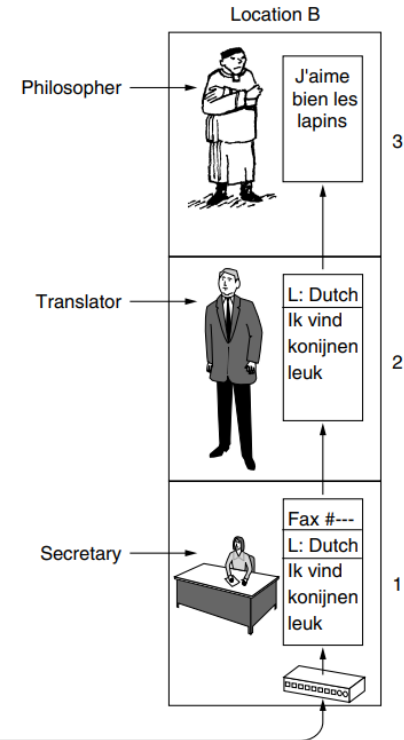 Location B
Philosopher
J'aime
bien les
lapins
3
Translator
L: Dutch
Ik vind
konijnen
leuk
2
Secretary
Fax #---
L: Dutch
Ik vind
konijnen
leuk
1